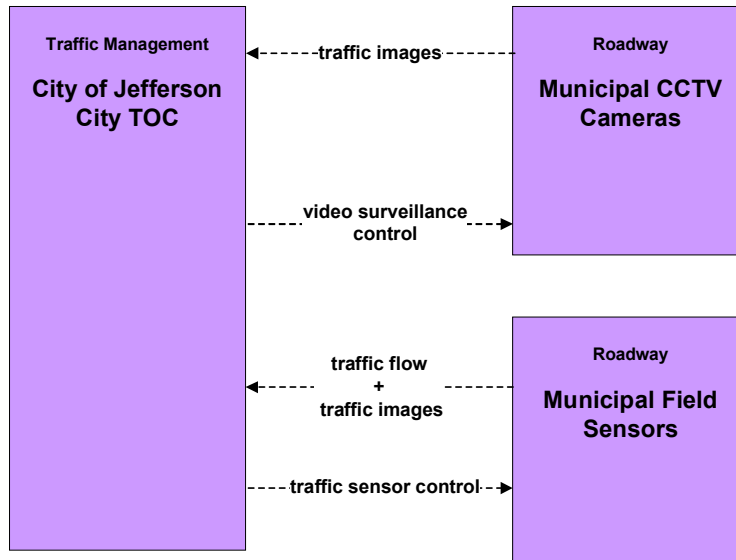 Traffic Management
City of Jefferson
City TOC
traffic images
Roadway
Municipal CCTV
Cameras
video surveillance
control
traffic flow
+
traffic images
Roadway
Municipal Field
Sensors
traffic sensor control